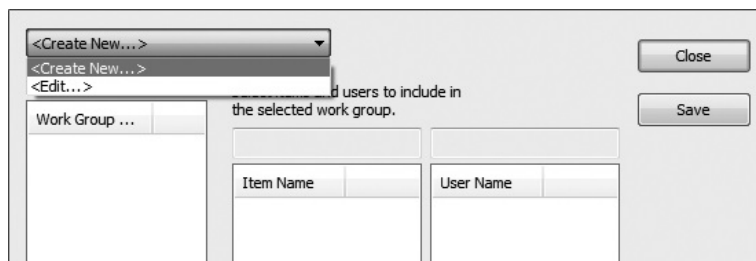 <Create New...>
<Create New...>
<Edit...>
and users to include in
the selected work group.
Work Group ...
Item Name
User Name
Close
Save